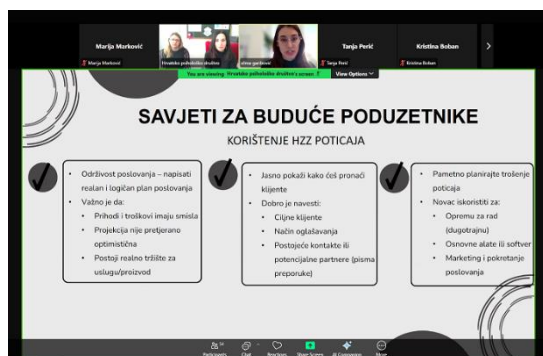 Marija Marković
Tanja Perić
Kristina Boban
Marija Marković
Hrvatsko psihološko društvo
Tanja Perić
Kristina Boban
You are viewing Hrvatsko psihološko društvo's screen
View Options
SAVJETI ZA BUDUĆE PODUZETNIKE
KORIŠTENJE HZZ POTICAJA
• Održivost poslovanja – napisati
realan i logičan plan poslovanja
• Važno je da:
• Prihodi i troškovi imaju smisla
• Projekcija nije pretjerano
optimistična
• Postoji realno tržište za
uslugu/proizvod
• Jasno pokaži kako ćeš pronaći
klijente
• Dobro je navesti:
• Ciljne klijente
• Način oglašavanja
• Postojeće kontakte ili
potencijalne partnere (pisma
preporuke)
• Pametno planirajte trošenje
poticaja
• Novac iskoristiti za:
• Opremu za rad
(dugotrajnu)
• Osnovne alate ili softver
• Marketing i pokretanje
poslovanja
Participants
Chat
Reactions
Share Screen
AI Companion
More